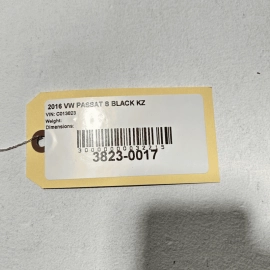 2016 VW PASSAT S BLACK KZ
VIN: C013823
Weight:
Dimensions:
3823-0017